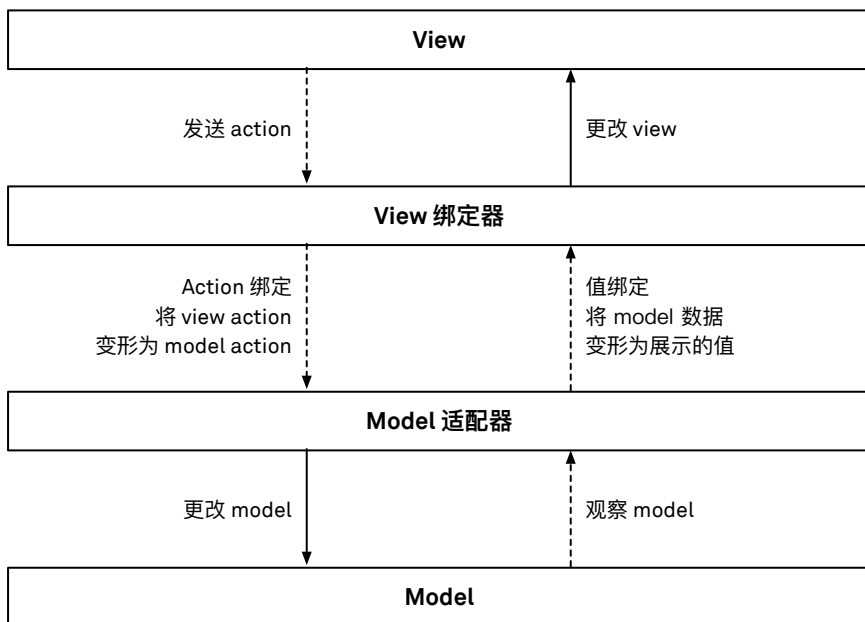 View
发送 action
更改 view
View 绑定器
Action 绑定
将 view action
变形为 model action
值绑定
将 model 数据
变形为展示的值
Model 适配器
更改 model
观察 model
Model